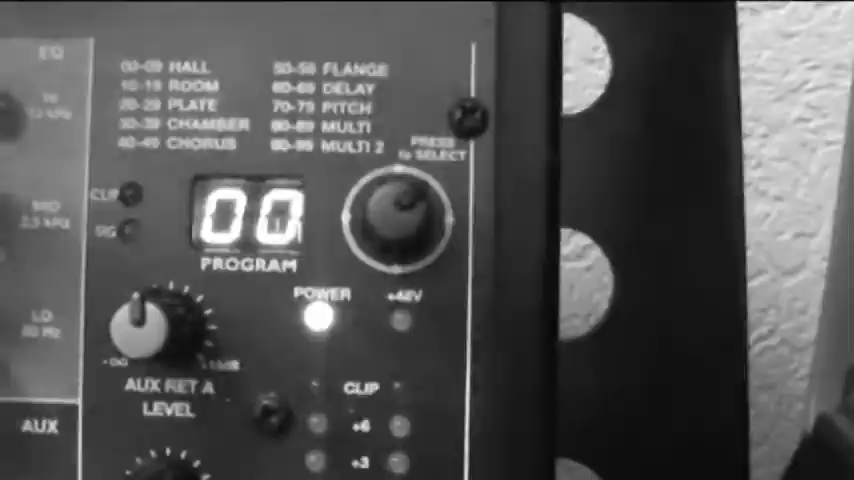 EQ
00-09 HALL
10-19 ROOM
20-29 PLATE
30-39 CHAMBER
40-49 CHORUS
50-59 FLANGE
60-69 DELAY
70-79 PITCH
80-89 MULTI
90-99 MULTI 2
PRESS
to SELECT
HI
12 kHz
CLIP
SIG
00
PROGRAM
MID
2.5 kHz
POWER
+48V
LO
80 Hz
AUX RET A
LEVEL
CLIP
+6
+3
AUX